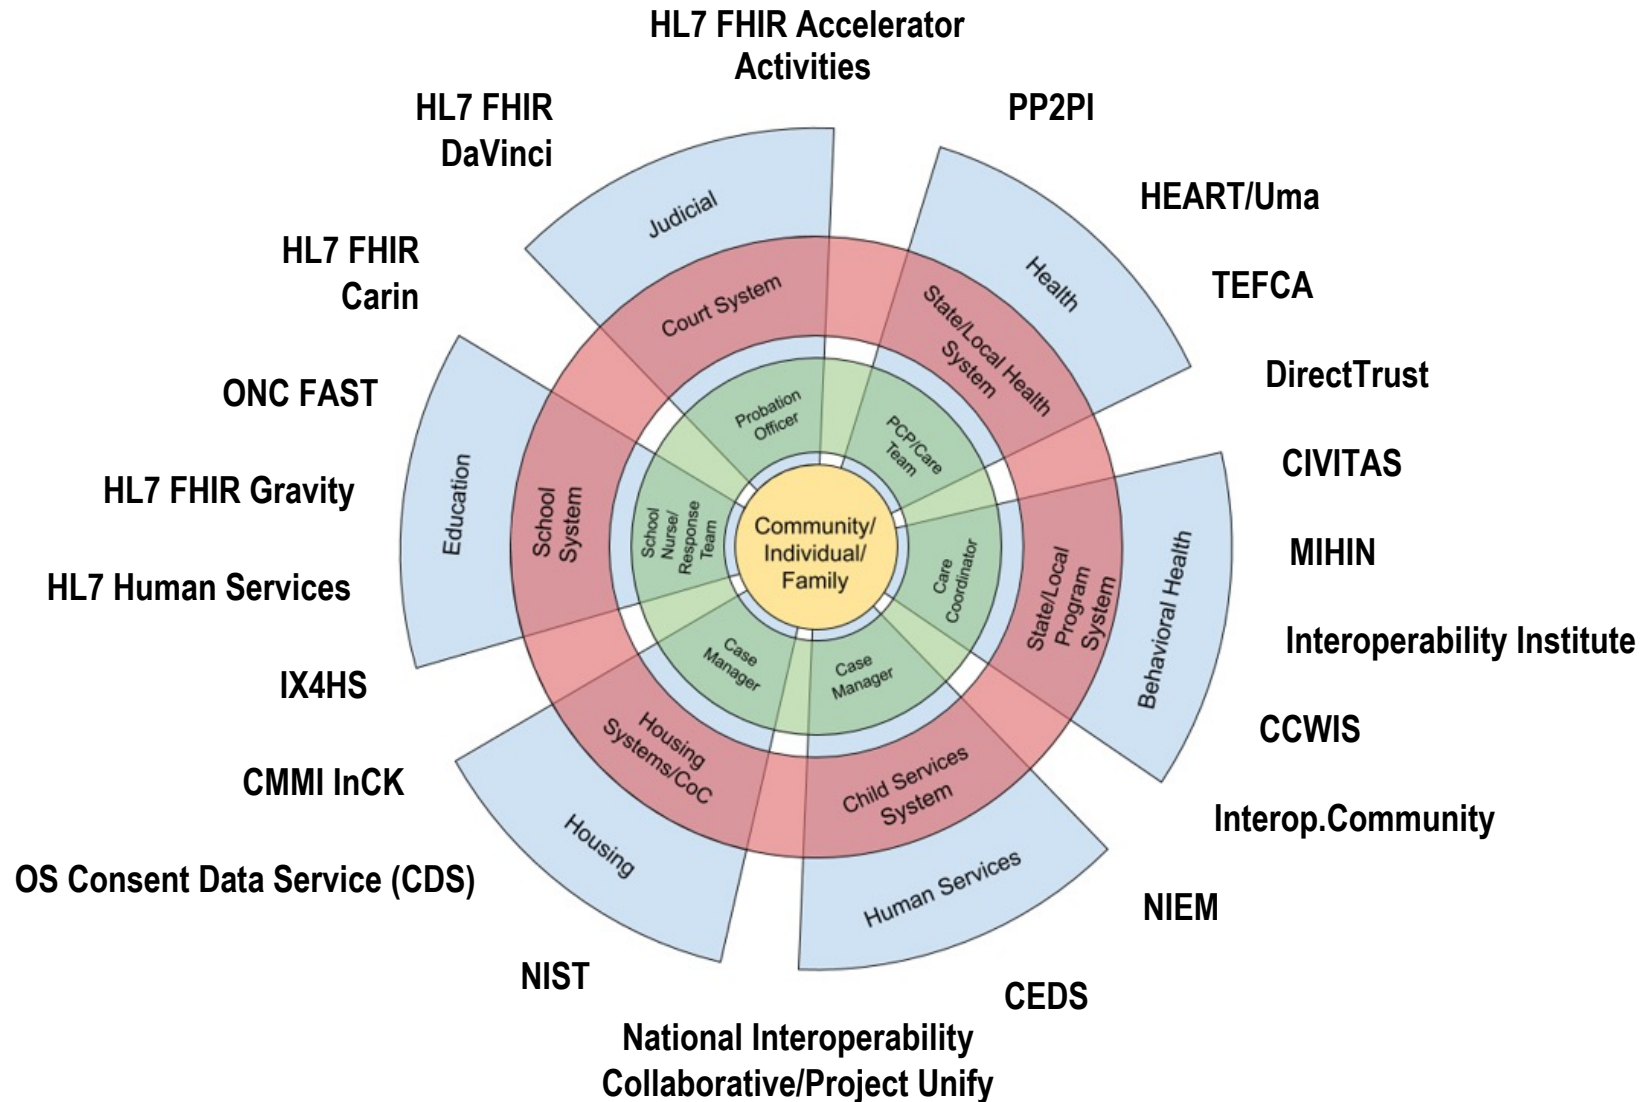 HL7 FHIR Accelerator
Activities
HL7 FHIR
DaVinci
PP2PI
HEART/Uma
HL7 FHIR
Carin
TEFCA
ONC FAST
DirectTrust
HL7 FHIR Gravity
CIVITAS
HL7 Human Services
MIHIN
IX4HS
Interoperability Institute
CMMI InCK
CCWIS
OS Consent Data Service (CDS)
Interop.Community
NIST
NIEM
CEDS
National Interoperability
Collaborative/Project Unify
Judicial
Health
Behavioral Health
Human Services
Housing
Education
Court System
State/Local Health
System
State/Local
Program
System
Child Services
System
Housing
Systems/CoC
School
System
Probation
Officer
PCP/Care
Team
Care
Coordinator
Case
Manager
Case
Manager
School
Nurse/
Response
Team
Community/
Individual/
Family